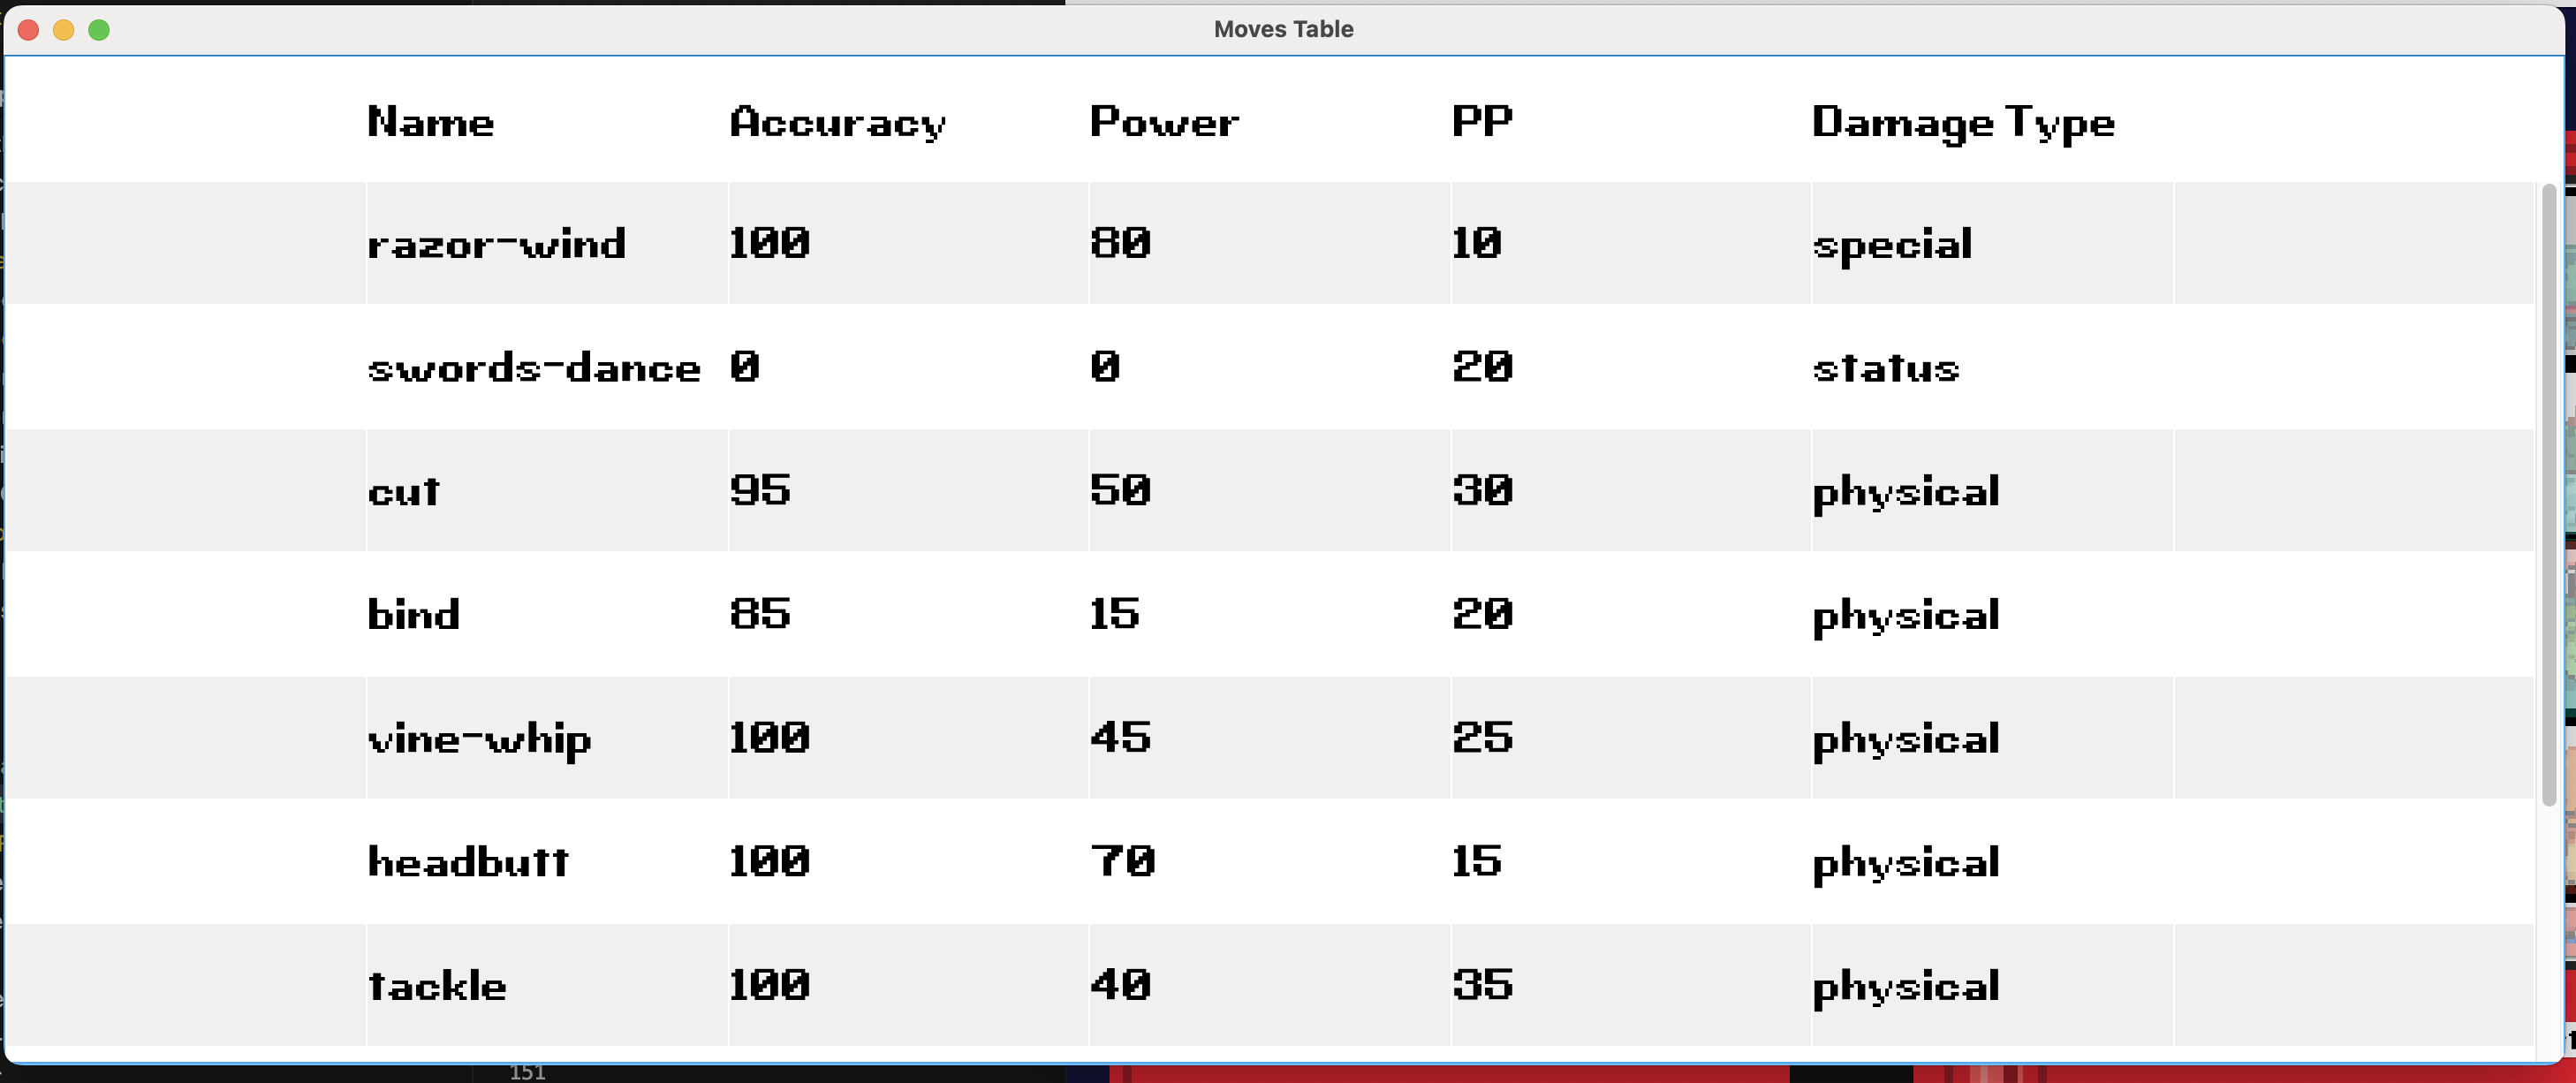 Moves Table
Name Accuracy Power PP Damage Type
razor-wind 100 80 10 special
swords-dance 0 0 20 status
cut 95 50 30 physical
bind 85 15 20 physical
vine-whip 100 45 25 physical
headbutt 100 70 15 physical
tackle 100 40 35 physical
151